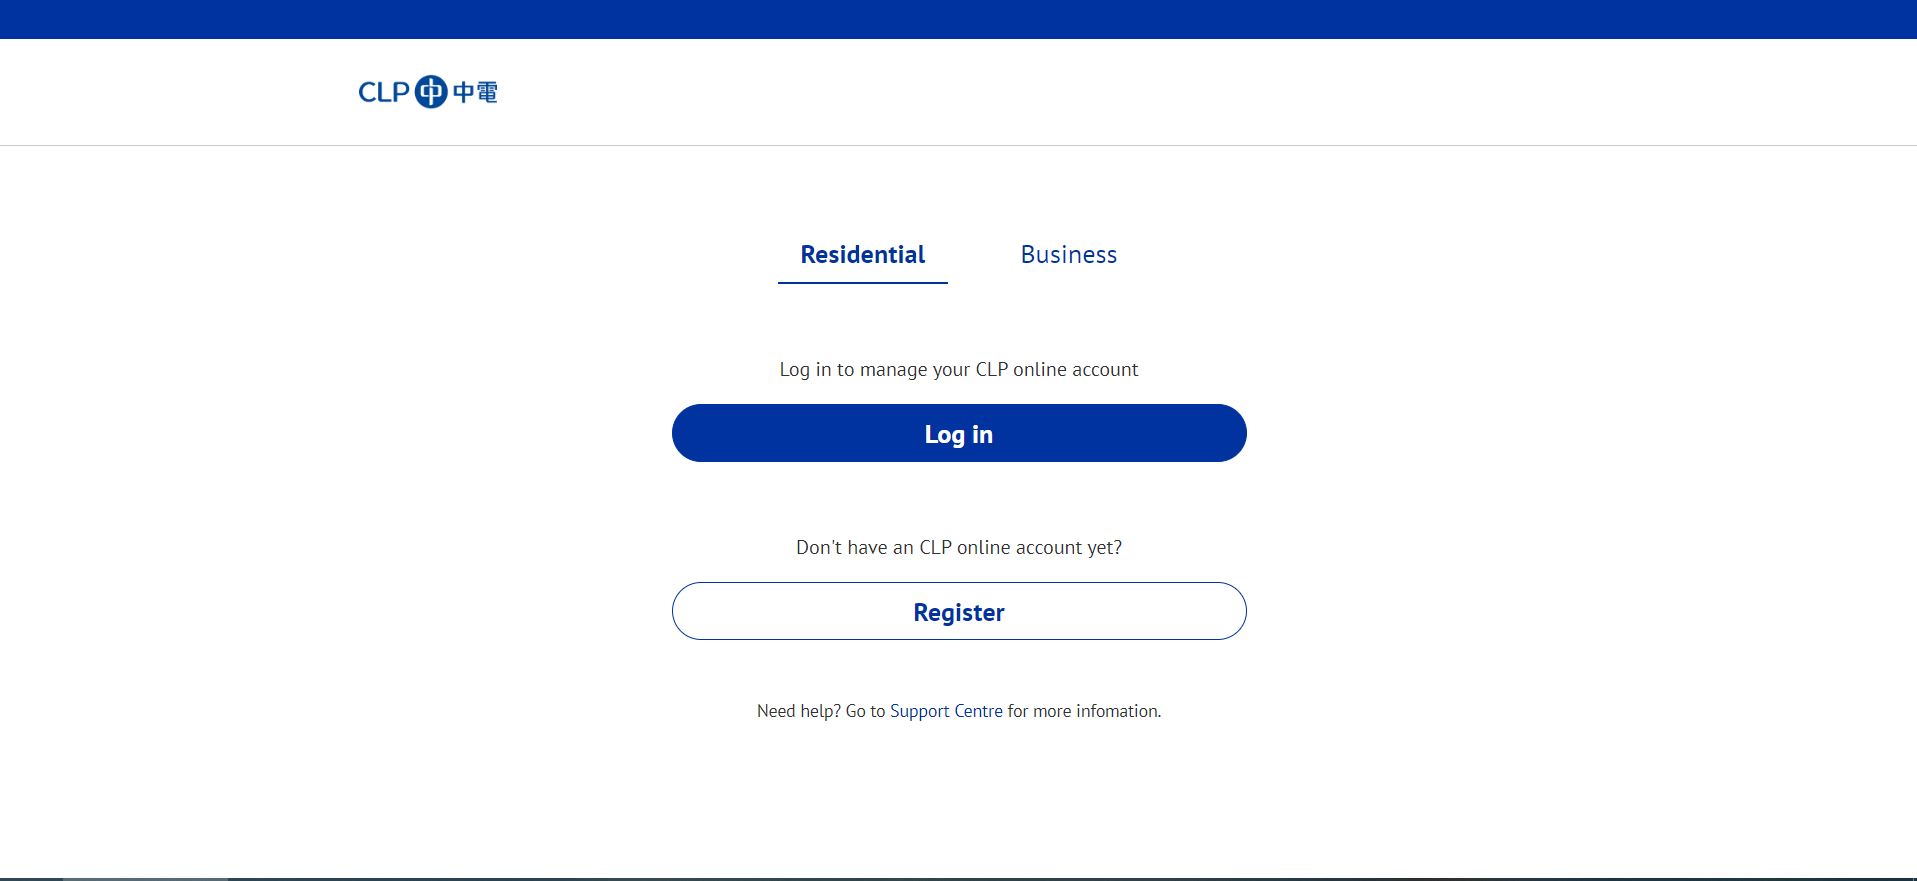 CLP 中 中電
Residential
Business
Log in to manage your CLP online account
Log in
Don't have an CLP online account yet?
Register
Need help? Go to Support Centre for more infomation.